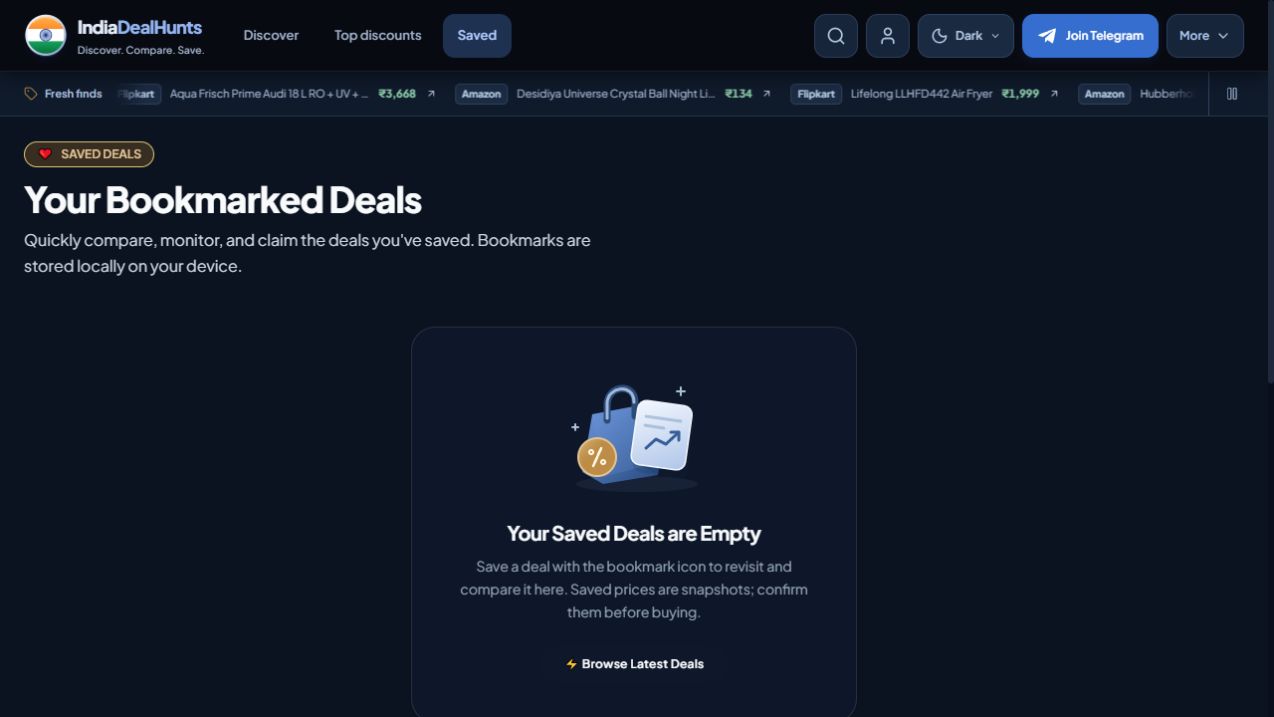 IndiaDealHunts
Discover. Compare. Save.
Discover
Top discounts
Saved
Dark
Join Telegram
More
Fresh finds
Flipkart Aqua Frisch Prime Audi 18 L RO + UV + ... ₹3,668
Amazon Desidiya Universe Crystal Ball Night Li... ₹134
Flipkart Lifelong LLHFD442 Air Fryer ₹1,999
Amazon
SAVED DEALS
Your Bookmarked Deals
Quickly compare, monitor, and claim the deals you've saved. Bookmarks are
stored locally on your device.
%
Your Saved Deals are Empty
Save a deal with the bookmark icon to revisit and
compare it here. Saved prices are snapshots; confirm
them before buying.
Browse Latest Deals